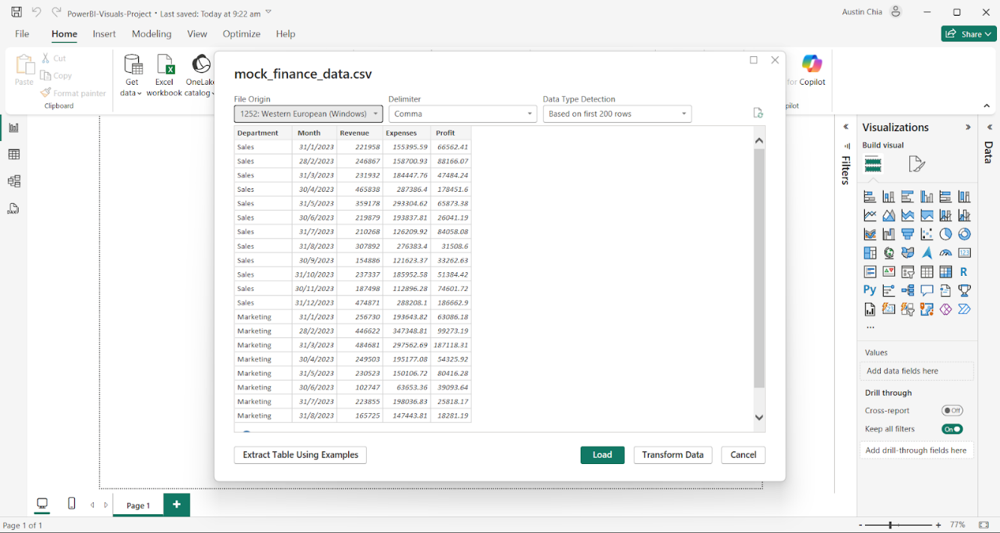 PowerBI-Visuals-Project • Last saved: Today at 9:22 am
Austin Chia
File Home Insert Modeling View Optimize Help
Share
Paste
Cut
Copy
Format painter
Clipboard
Get data
Excel workbook
OneLake catalog
for Copilot
pilot
mock_finance_data.csv
File Origin Delimiter Data Type Detection
1252: Western European (Windows) Comma Based on first 200 rows
Department Month Revenue Expenses Profit
Sales 31/1/2023 221958 155395.59 66562.41
Sales 28/2/2023 246867 158700.93 88166.07
Sales 31/3/2023 231932 184447.76 47484.24
Sales 30/4/2023 465838 287386.4 178451.6
Sales 31/5/2023 359178 293304.62 65873.38
Sales 30/6/2023 219879 193837.81 26041.19
Sales 31/7/2023 210268 126209.92 84058.08
Sales 31/8/2023 307892 276383.4 31508.6
Sales 30/9/2023 154886 121623.37 33262.63
Sales 31/10/2023 237337 185952.58 51384.42
Sales 30/11/2023 187498 112896.28 74601.72
Sales 31/12/2023 474871 288208.1 186662.9
Marketing 31/1/2023 256730 193643.82 63086.18
Marketing 28/2/2023 446622 347348.81 99273.19
Marketing 31/3/2023 484681 297562.69 187118.31
Marketing 30/4/2023 249503 195177.08 54325.92
Marketing 31/5/2023 230523 150106.72 80416.28
Marketing 30/6/2023 102747 63653.36 39093.64
Marketing 31/7/2023 223855 198036.83 25818.17
Marketing 31/8/2023 165725 147443.81 18281.19
Extract Table Using Examples
Load
Transform Data
Cancel
Filters
Visualizations
Build visual
Data
123
R
Py
Values
Add data fields here
Drill through
Cross-report Off
Keep all filters On
Add drill-through fields here
DAX
Page 1
+
Page 1 of 1
- + 77%